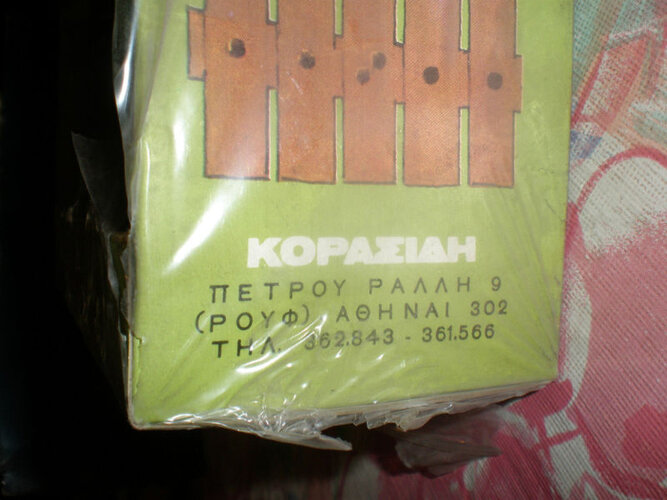 ΚΟΡΑΣΙΔΗ
ΠΕΤΡΟΥ ΡΑΛΛΗ 9
(ΡΟΥΦ) ΑΘΗΝΑΙ 302
ΤΗΛ. 362.843 - 361.566